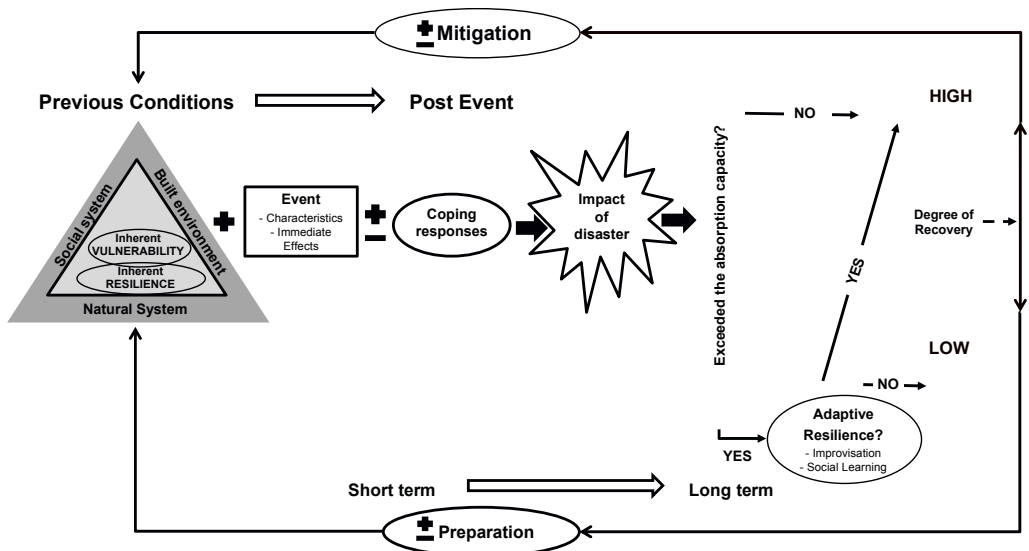 ± Mitigation
Previous Conditions
Post Event
HIGH
NO
Social system
Built environment
Inherent
VULNERABILITY
Inherent
RESILIENCE
Natural System
+
Event
- Characteristics
- Immediate
Effects
±
Coping
responses
Impact
of
disaster
Exceeded the absorption capacity?
YES
Degree of
Recovery
LOW
NO
YES
Adaptive
Resilience?
- Improvisation
- Social Learning
Short term
Long term
± Preparation